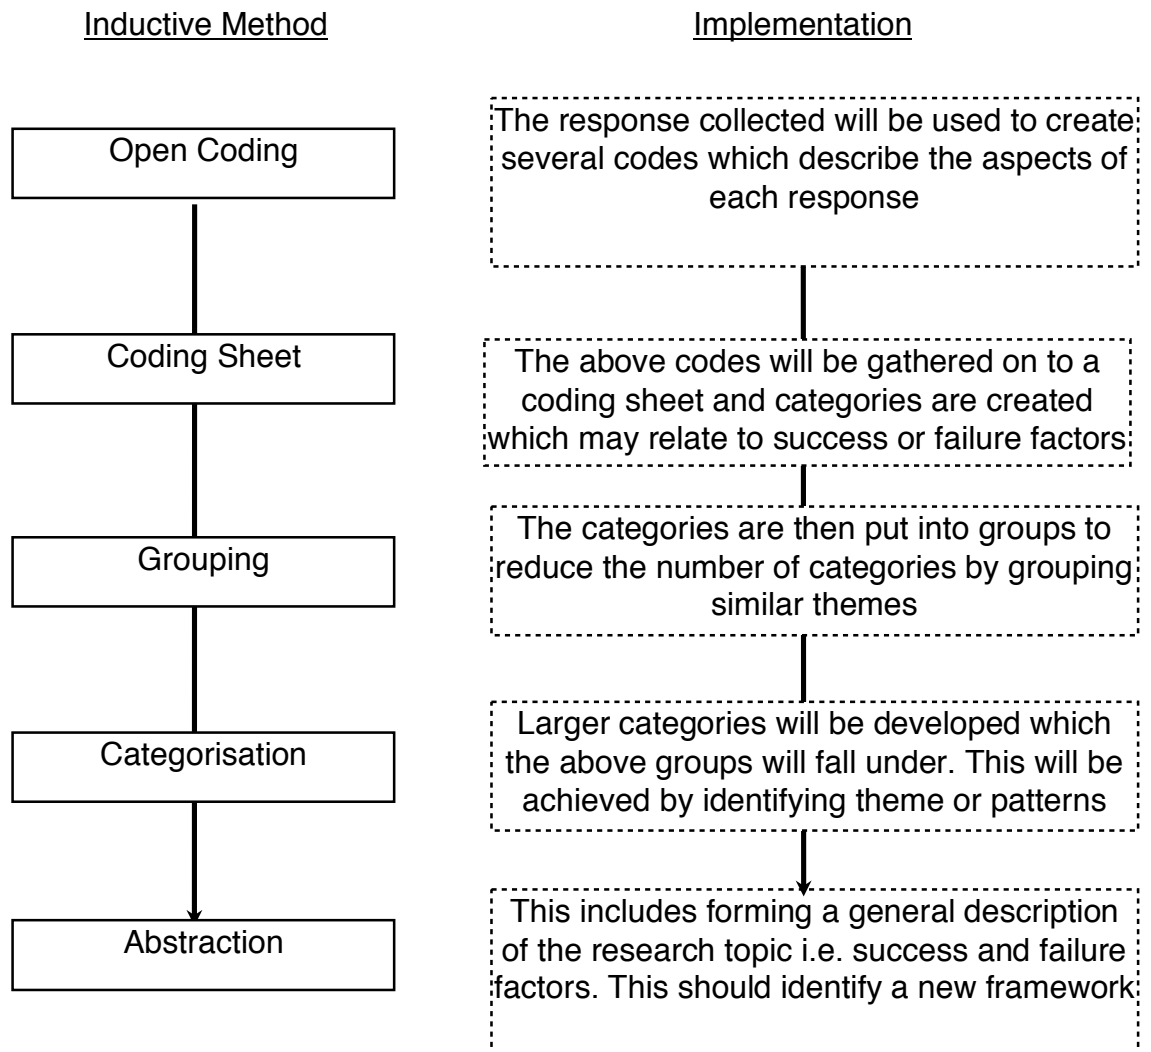 Inductive Method
Implementation
Open Coding
The response collected will be used to create
several codes which describe the aspects of
each response
Coding Sheet
The above codes will be gathered on to a
coding sheet and categories are created
which may relate to success or failure factors
Grouping
The categories are then put into groups to
reduce the number of categories by grouping
similar themes
Categorisation
Larger categories will be developed which
the above groups will fall under. This will be
achieved by identifying theme or patterns
Abstraction
This includes forming a general description
of the research topic i.e. success and failure
factors. This should identify a new framework